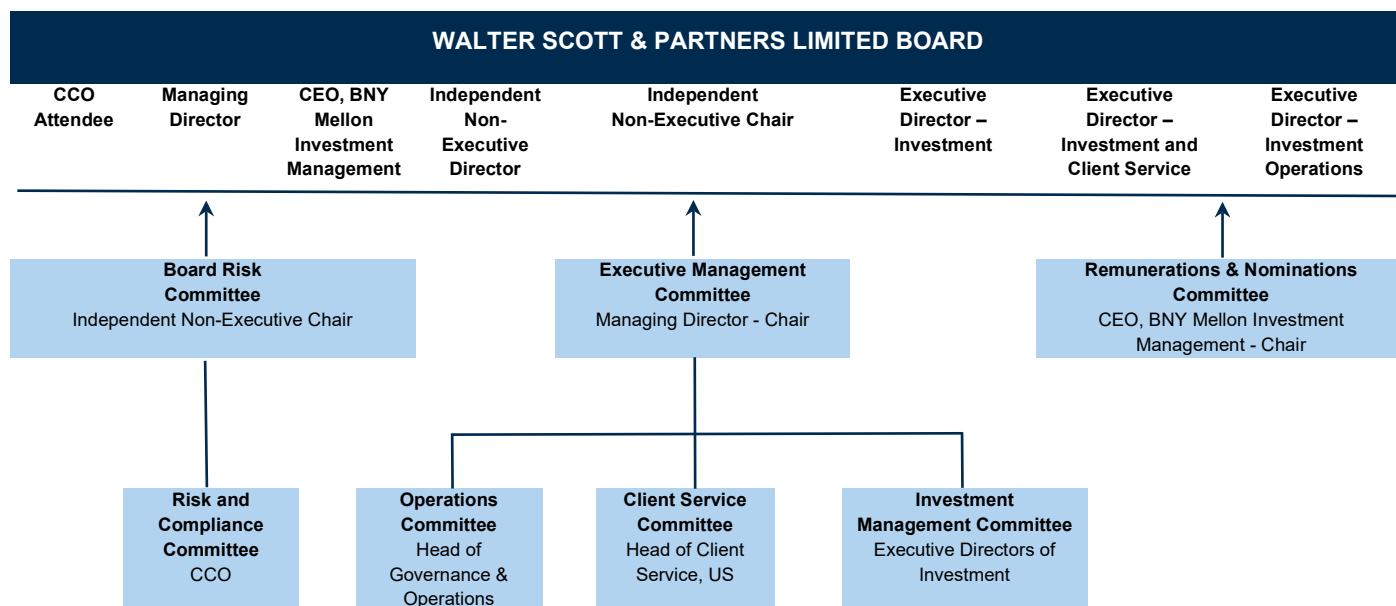 WALTER SCOTT & PARTNERS LIMITED BOARD
CCO
Attendee
Managing
Director
CEO, BNY
Mellon
Investment
Management
Independent
Non-
Executive
Director
Independent
Non-Executive Chair
Executive
Director –
Investment
Executive
Director –
Investment and
Client Service
Executive
Director –
Investment
Operations
Board Risk
Committee
Independent Non-Executive Chair
Executive Management
Committee
Managing Director - Chair
Remunerations & Nominations
Committee
CEO, BNY Mellon Investment
Management - Chair
Risk and
Compliance
Committee
CCO
Operations
Committee
Head of
Governance &
Operations
Client Service
Committee
Head of Client
Service, US
Investment
Management Committee
Executive Directors of
Investment